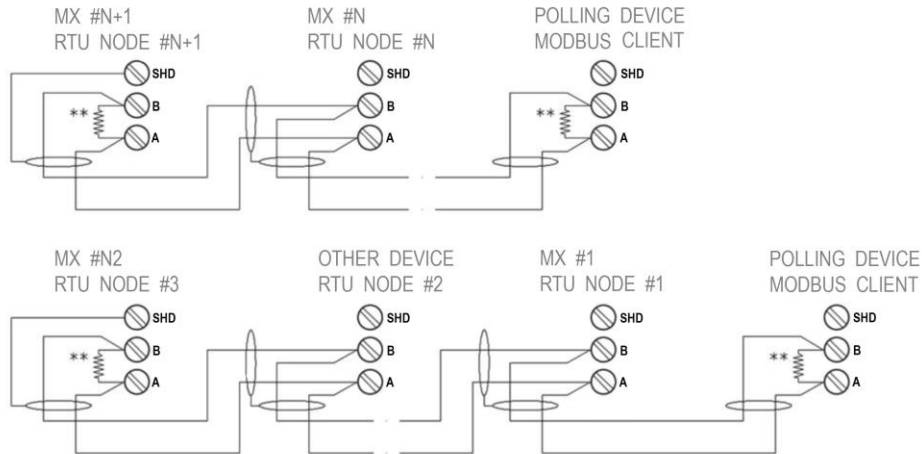 MX #N+1 MX #N POLLING DEVICE
RTU NODE #N+1 RTU NODE #N MODBUS CLIENT
SHD SHD SHD
** B B ** B
A A A
MX #N2 OTHER DEVICE MX #1 POLLING DEVICE
RTU NODE #3 RTU NODE #2 RTU NODE #1 MODBUS CLIENT
SHD SHD SHD SHD
** B B B ** B
A A A A